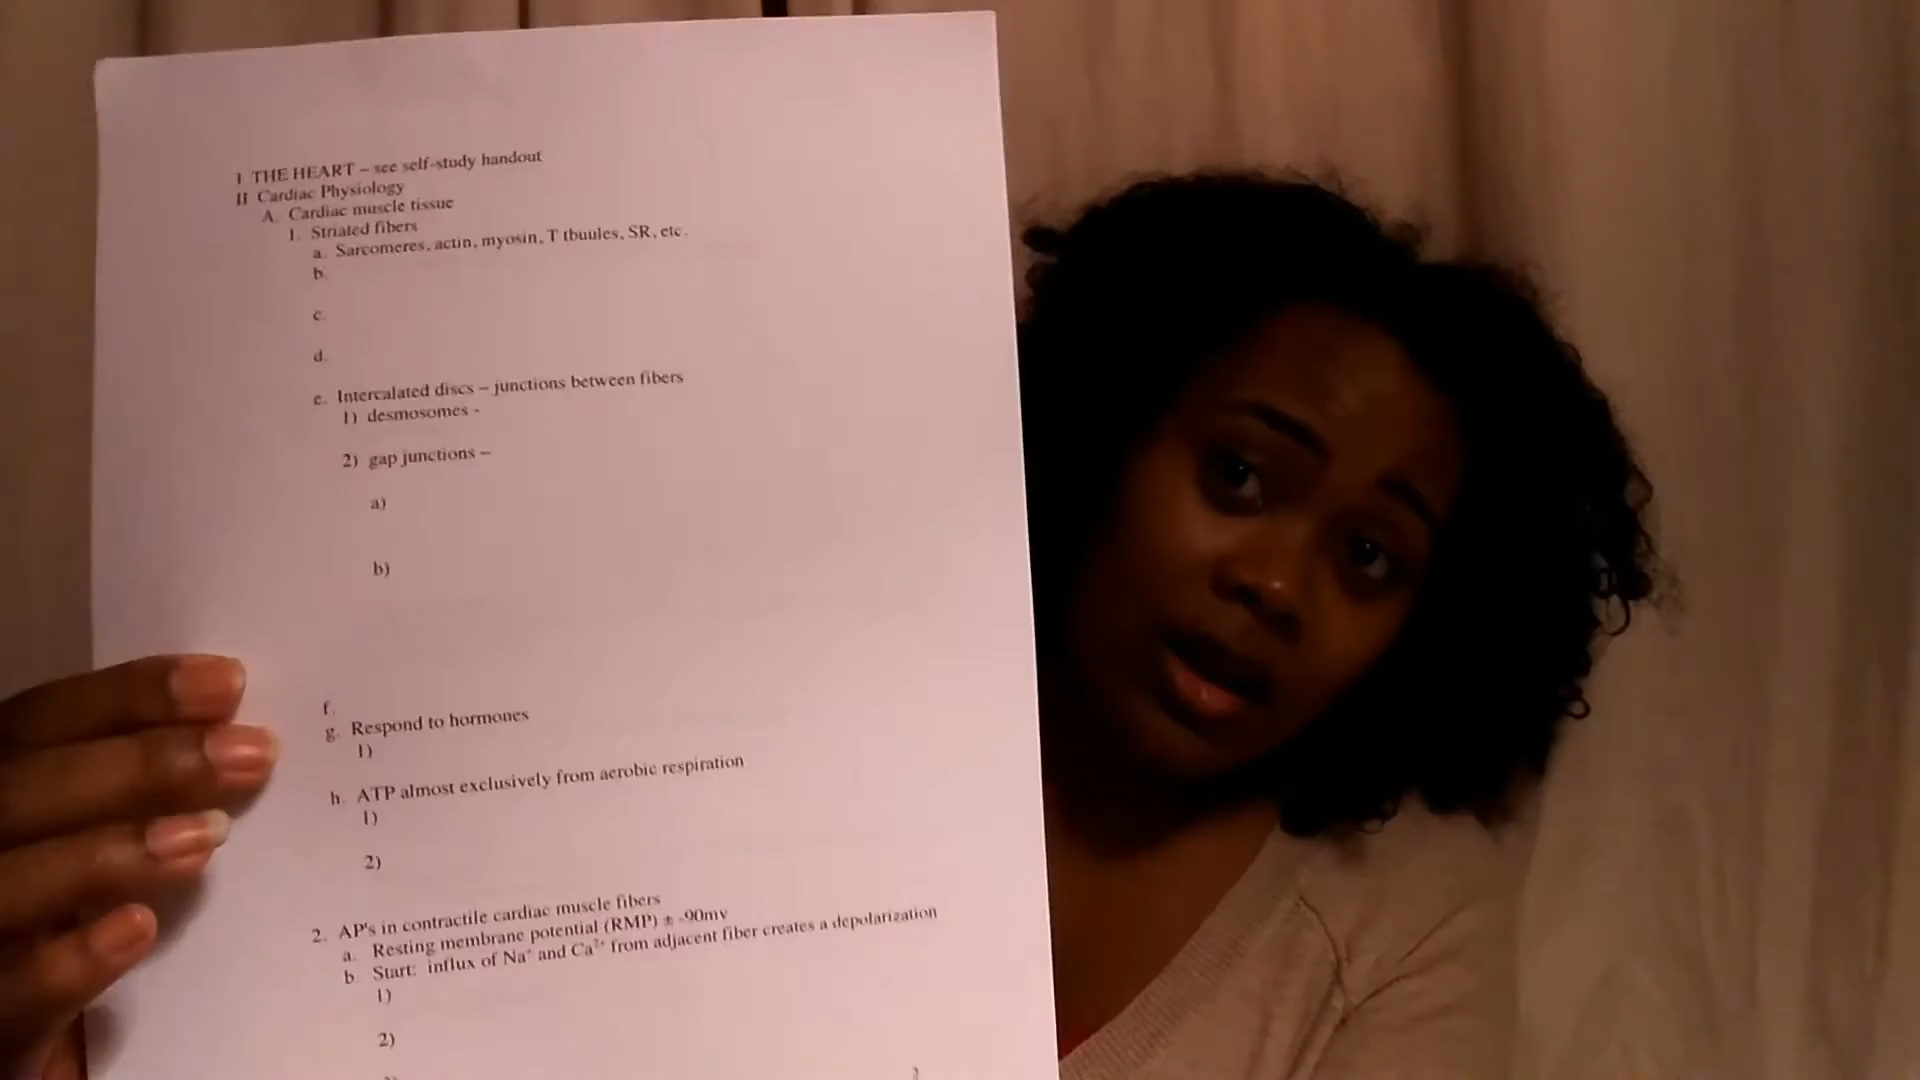 I THE HEART – see self-study handout
II Cardiac Physiology
A. Cardiac muscle tissue
1. Striated fibers
a. Sarcomeres, actin, myosin, T tbuules, SR, etc.
b.
c.
d.
e. Intercalated discs – junctions between fibers
1) desmosomes -
2) gap junctions –
a)
b)
f.
g. Respond to hormones
1)
h. ATP almost exclusively from aerobic respiration
1)
2)
2. AP's in contractile cardiac muscle fibers
a. Resting membrane potential (RMP) ± -90mv
b. Start: influx of Na⁺ and Ca²⁺ from adjacent fiber creates a depolarization
1)
2)